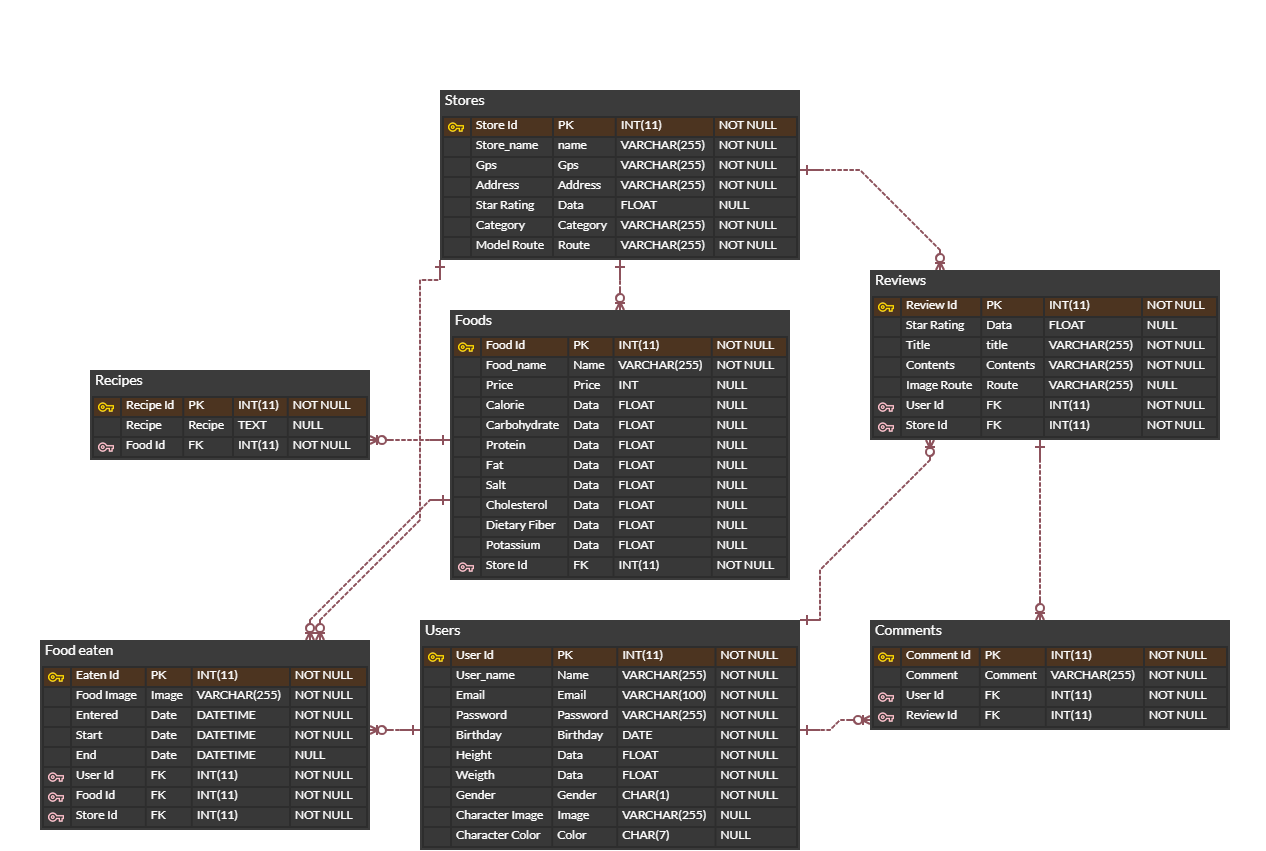 Stores
Store Id PK INT(11) NOT NULL
Store_name name VARCHAR(255) NOT NULL
Gps Gps VARCHAR(255) NOT NULL
Address Address VARCHAR(255) NOT NULL
Star Rating Data FLOAT NULL
Category Category VARCHAR(255) NOT NULL
Model Route Route VARCHAR(255) NOT NULL
Reviews
Review Id PK INT(11) NOT NULL
Star Rating Data FLOAT NULL
Title title VARCHAR(255) NOT NULL
Contents Contents VARCHAR(255) NOT NULL
Image Route Route VARCHAR(255) NULL
User Id FK INT(11) NOT NULL
Store Id FK INT(11) NOT NULL
Foods
Food Id PK INT(11) NOT NULL
Food_name Name VARCHAR(255) NOT NULL
Price Price INT NULL
Calorie Data FLOAT NULL
Carbohydrate Data FLOAT NULL
Protein Data FLOAT NULL
Fat Data FLOAT NULL
Salt Data FLOAT NULL
Cholesterol Data FLOAT NULL
Dietary Fiber Data FLOAT NULL
Potassium Data FLOAT NULL
Store Id FK INT(11) NOT NULL
Recipes
Recipe Id PK INT(11) NOT NULL
Recipe Recipe TEXT NULL
Food Id FK INT(11) NOT NULL
Food eaten
Eaten Id PK INT(11) NOT NULL
Food Image Image VARCHAR(255) NOT NULL
Entered Date DATETIME NOT NULL
Start Date DATETIME NOT NULL
End Date DATETIME NULL
User Id FK INT(11) NOT NULL
Food Id FK INT(11) NOT NULL
Store Id FK INT(11) NOT NULL
Users
User Id PK INT(11) NOT NULL
User_name Name VARCHAR(255) NOT NULL
Email Email VARCHAR(100) NOT NULL
Password Password VARCHAR(255) NOT NULL
Birthday Birthday DATE NOT NULL
Height Data FLOAT NOT NULL
Weigth Data FLOAT NOT NULL
Gender Gender CHAR(1) NOT NULL
Character Image Image VARCHAR(255) NULL
Character Color Color CHAR(7) NULL
Comments
Comment Id PK INT(11) NOT NULL
Comment Comment VARCHAR(255) NOT NULL
User Id FK INT(11) NOT NULL
Review Id FK INT(11) NOT NULL